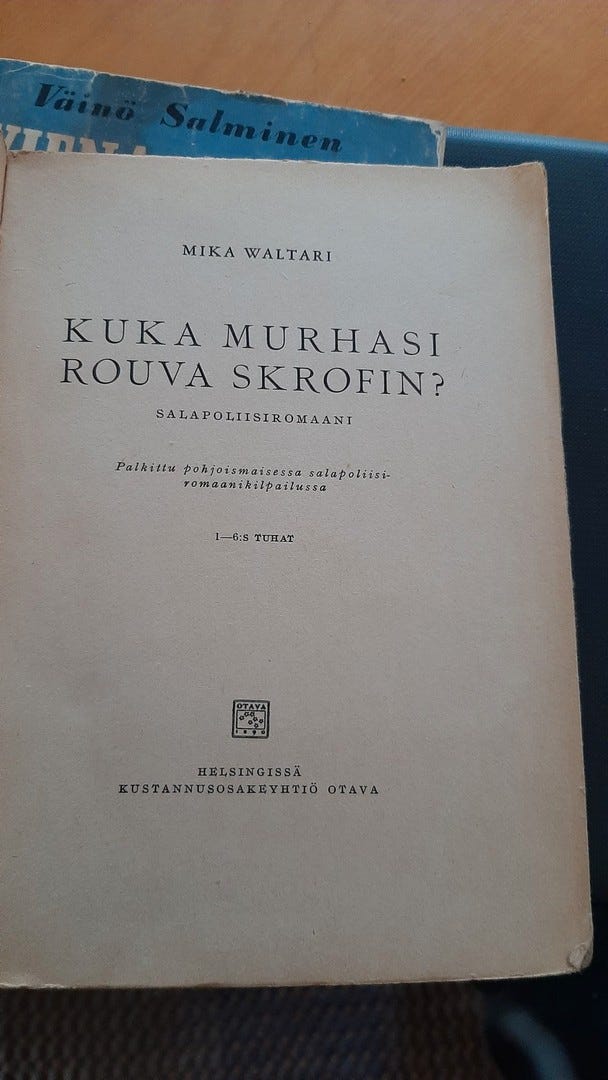 Väinö Salminen
MIKA WALTARI
KUKA MURHASI
ROUVA SKROFIN?
SALAPOLIISIROMAANI
Palkittu pohjoismaisessa salapoliisi-
romaanikilpailussa
1—6:S TUHAT
OTAVA
1890
HELSINGISSÄ
KUSTANNUSOSAKEYHTIÖ OTAVA